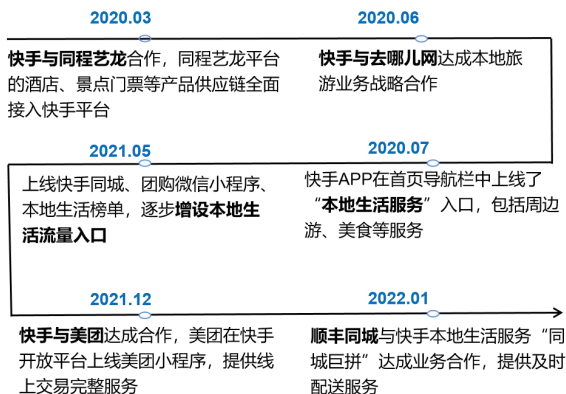 2020.03
快手与同程艺龙合作，同程艺龙平台
的酒店、景点门票等产品供应链全面
接入快手平台
2020.06
快手与去哪儿网达成本地旅
游业务战略合作
2020.07
快手APP在首页导航栏中上线了
“本地生活服务”入口，包括周边
游、美食等服务
2021.05
上线快手同城、团购微信小程序、
本地生活榜单，逐步增设本地生
活流量入口
2021.12
快手与美团达成合作，美团在快手
开放平台上线美团小程序，提供线
上交易完整服务
2022.01
顺丰同城与快手本地生活服务“同
城巨拼”达成业务合作，提供及时
配送服务